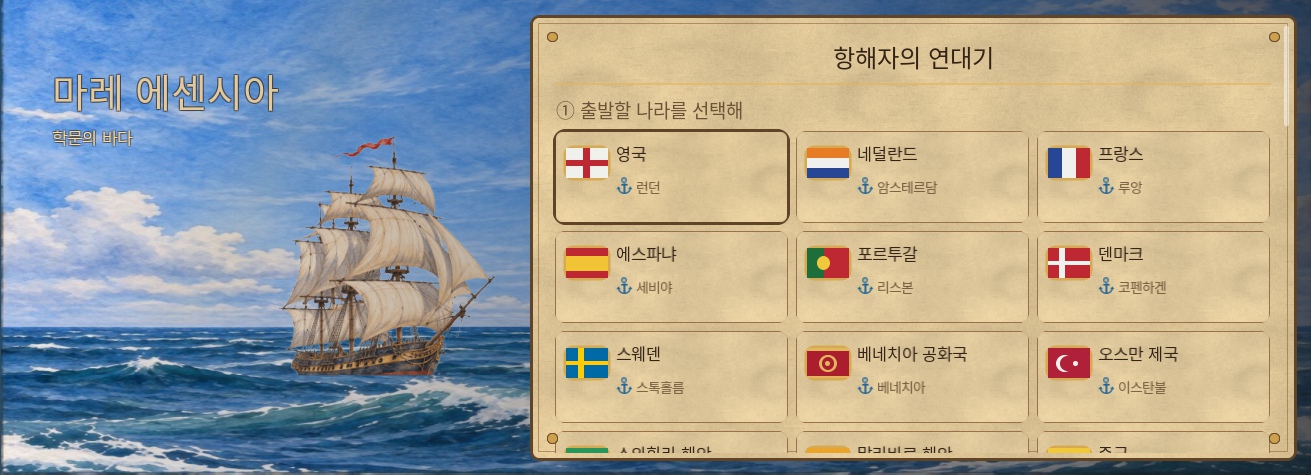 마레 에센시아
학문의 바다
항해자의 연대기
① 출발할 나라를 선택해
영국
런던
네덜란드
암스테르담
프랑스
루앙
에스파냐
세비야
포르투갈
리스본
덴마크
코펜하겐
스웨덴
스톡홀름
베네치아 공화국
베네치아
오스만 제국
이스탄불